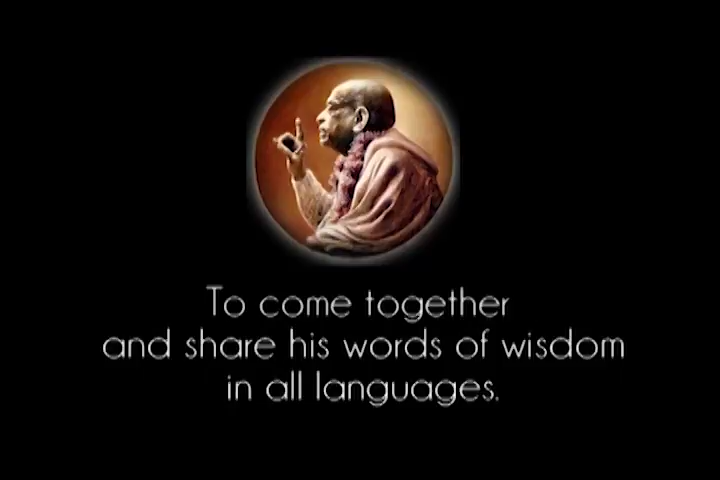 To come together
and share his words of wisdom
in all languages.